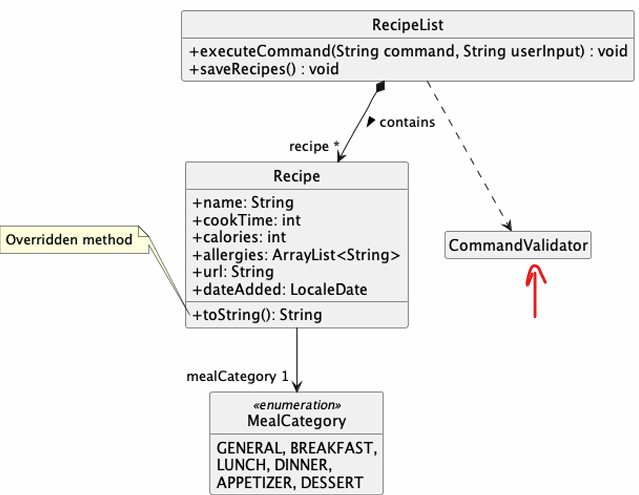 RecipeList
+executeCommand(String command, String userInput) : void
+saveRecipes() : void
contains
recipe *
Recipe
+name: String
+cookTime: int
+calories: int
+allergies: ArrayList<String>
+url: String
+dateAdded: LocaleDate
+toString(): String
Overridden method
CommandValidator
mealCategory 1
«enumeration»
MealCategory
GENERAL, BREAKFAST,
LUNCH, DINNER,
APPETIZER, DESSERT